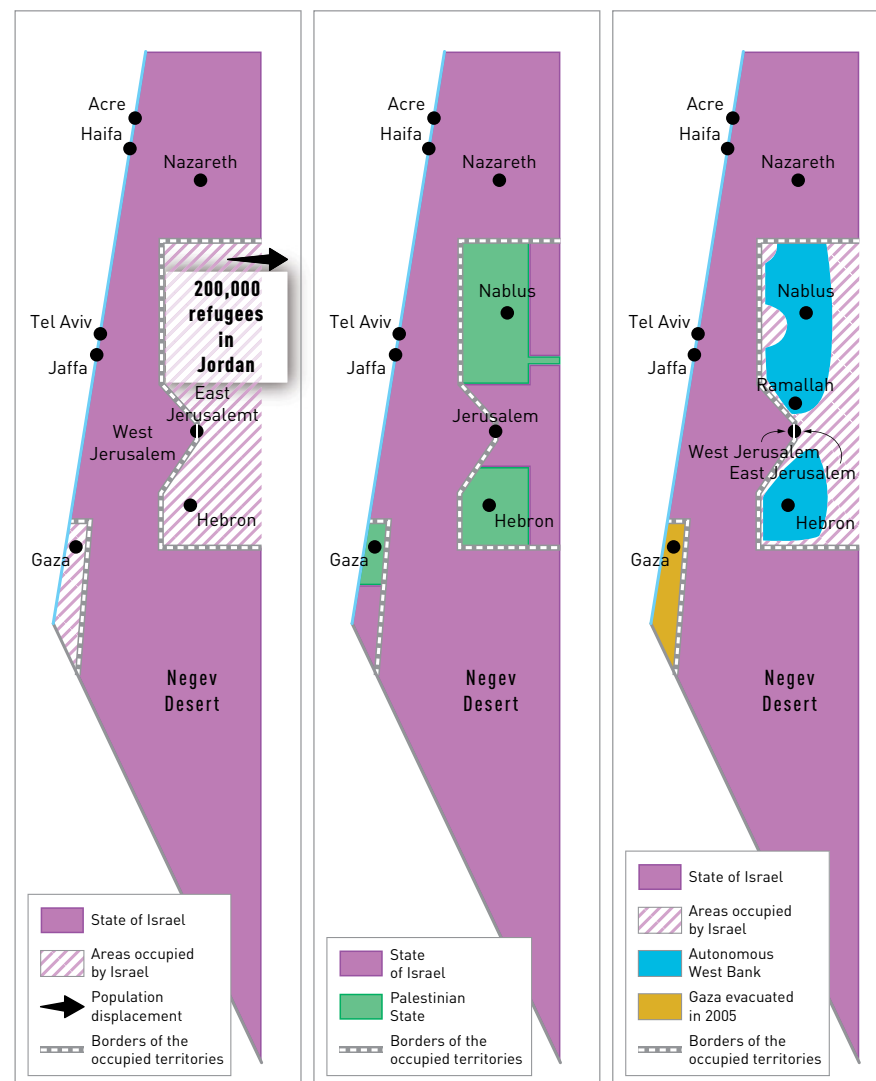 Acre
Haifa
Nazareth
200,000
refugees
in
Jordan
Tel Aviv
Jaffa
East
Jerusalemt
West
Jerusalem
Hebron
Gaza
Negev
Desert
State of Israel
Areas occupied
by Israel
Population
displacement
Borders of the
occupied territories
Acre
Haifa
Nazareth
Nablus
Tel Aviv
Jaffa
Jerusalem
Hebron
Gaza
Negev
Desert
State
of Israel
Palestinian
State
Borders of the
occupied territories
Acre
Haifa
Nazareth
Nablus
Tel Aviv
Jaffa
Ramallah
West Jerusalem
East Jerusalem
Hebron
Gaza
Negev
Desert
State of Israel
Areas occupied
by Israel
Autonomous
West Bank
Gaza evacuated
in 2005
Borders of the
occupied territories